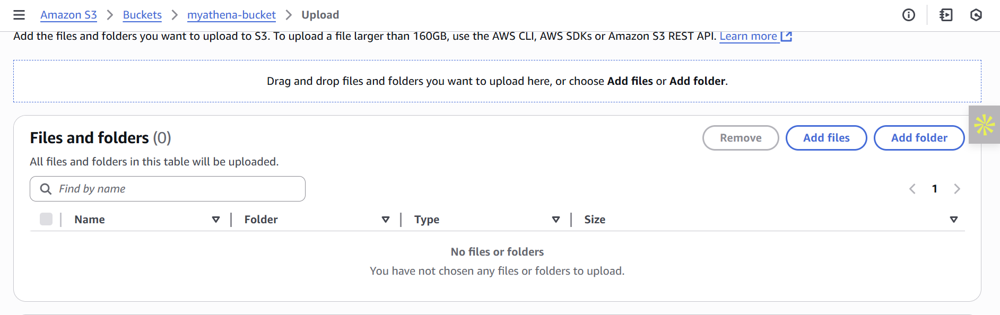 Amazon S3 > Buckets > myathena-bucket > Upload
Add the files and folders you want to upload to S3. To upload a file larger than 160GB, use the AWS CLI, AWS SDKs or Amazon S3 REST API. Learn more
Drag and drop files and folders you want to upload here, or choose Add files or Add folder.
Files and folders (0)
Remove Add files Add folder
All files and folders in this table will be uploaded.
Find by name
1
Name Folder Type Size
No files or folders
You have not chosen any files or folders to upload.